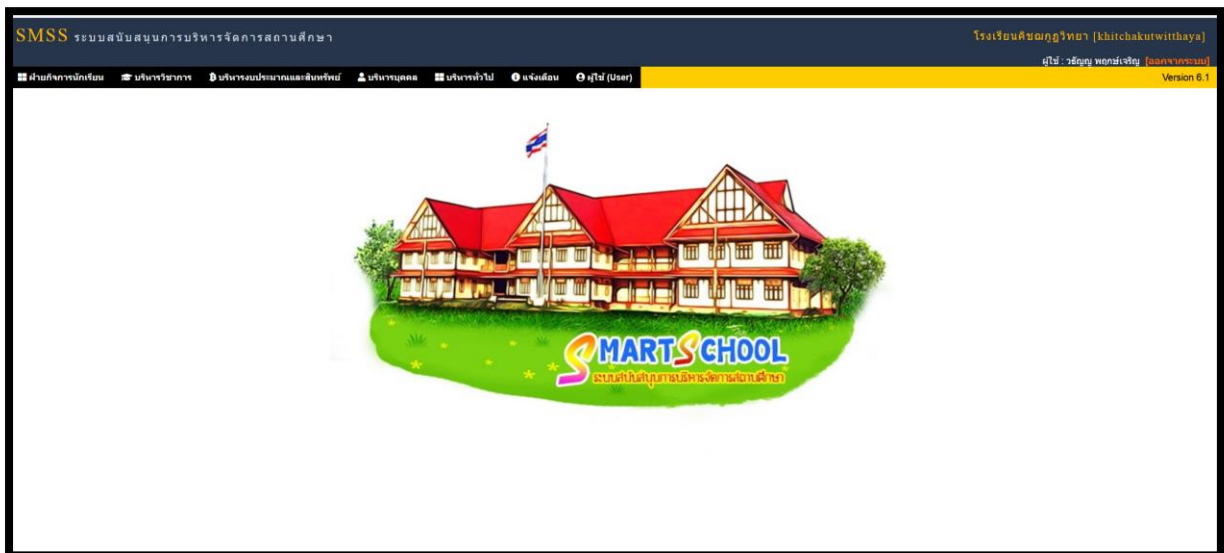 SMSS ระบบสนับสนุนการบริหารจัดการสถานศึกษา
โรงเรียนคิชฌกูฏวิทยา [khitchakutwitthaya]
ผู้ใช้ : วธัญญู พฤกษ์เจริญ [ออกจากระบบ]
ฝ่ายกิจการนักเรียน บริหารวิชาการ บริหารงบประมาณและสินทรัพย์ บริหารบุคคล บริหารทั่วไป แจ้งเตือน ผู้ใช้ (User) Version 6.1
SMART SCHOOL
ระบบสนับสนุนการบริหารจัดการสถานศึกษา